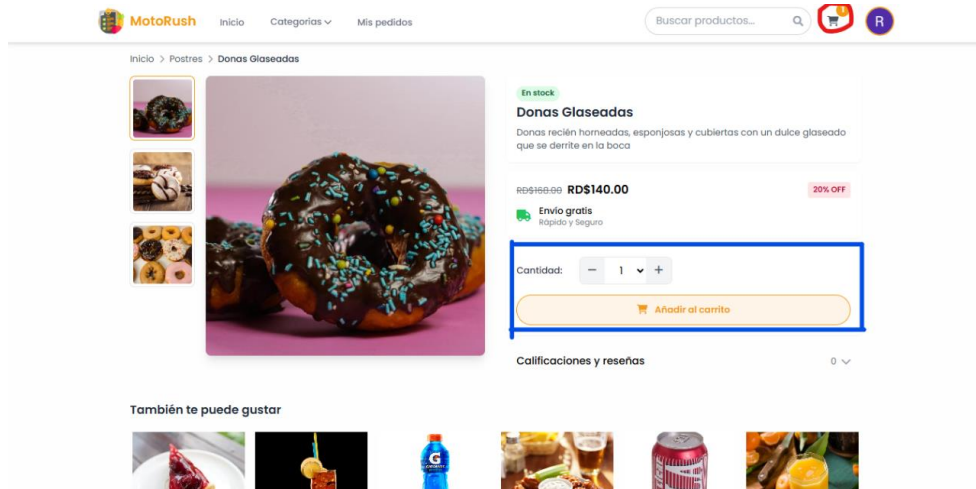 MotoRush
Inicio
Categorias
Mis pedidos
Buscar productos...
1
R
Inicio > Postres > Donas Glaseadas
En stock
Donas Glaseadas
Donas recién horneadas, esponjosas y cubiertas con un dulce glaseado
que se derrite en la boca
RD$168.00 RD$140.00
20% OFF
Envío gratis
Rápido y Seguro
Cantidad:
− 1 +
Añadir al carrito
Calificaciones y reseñas
0
También te puede gustar
G